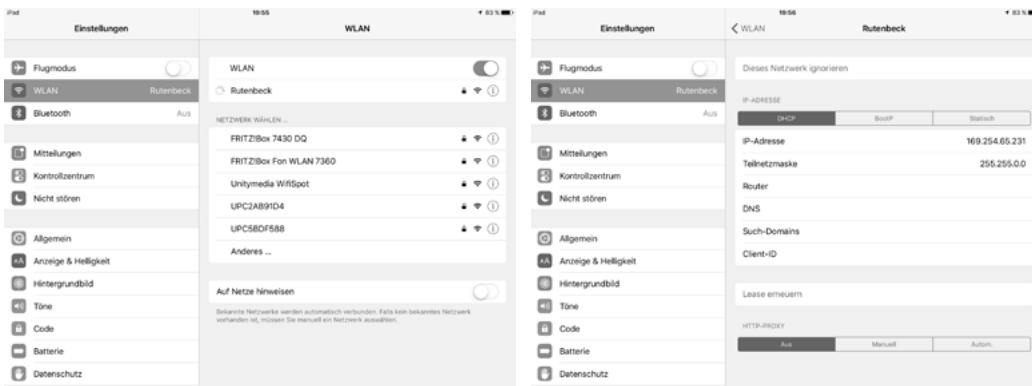 iPad 19:55 83 %
Einstellungen
WLAN
Flugmodus
WLAN Rutenbeck
Bluetooth Aus
Mitteilungen
Kontrollzentrum
Nicht stören
Allgemein
Anzeige & Helligkeit
Hintergrundbild
Töne
Code
Batterie
Datenschutz
WLAN
Rutenbeck
NETZWERK WÄHLEN ...
FRITZ!Box 7430 DQ
FRITZ!Box Fon WLAN 7360
Unitymedia WifiSpot
UPC2AB91D4
UPC5BDF588
Anderes ...
Auf Netze hinweisen
Bekannte Netzwerke werden automatisch verbunden. Falls kein bekanntes Netzwerk
vorhanden ist, müssen Sie manuell ein Netzwerk auswählen.
iPad 19:56 83 %
Einstellungen
WLAN Rutenbeck
Flugmodus
WLAN Rutenbeck
Bluetooth Aus
Mitteilungen
Kontrollzentrum
Nicht stören
Allgemein
Anzeige & Helligkeit
Hintergrundbild
Töne
Code
Batterie
Datenschutz
Dieses Netzwerk ignorieren
IP-ADRESSE
DHCP BootP Statisch
IP-Adresse 169.254.65.231
Teilnetzmaske 255.255.0.0
Router
DNS
Such-Domains
Client-ID
Lease erneuern
HTTP-PROXY
Aus Manuell Autom.